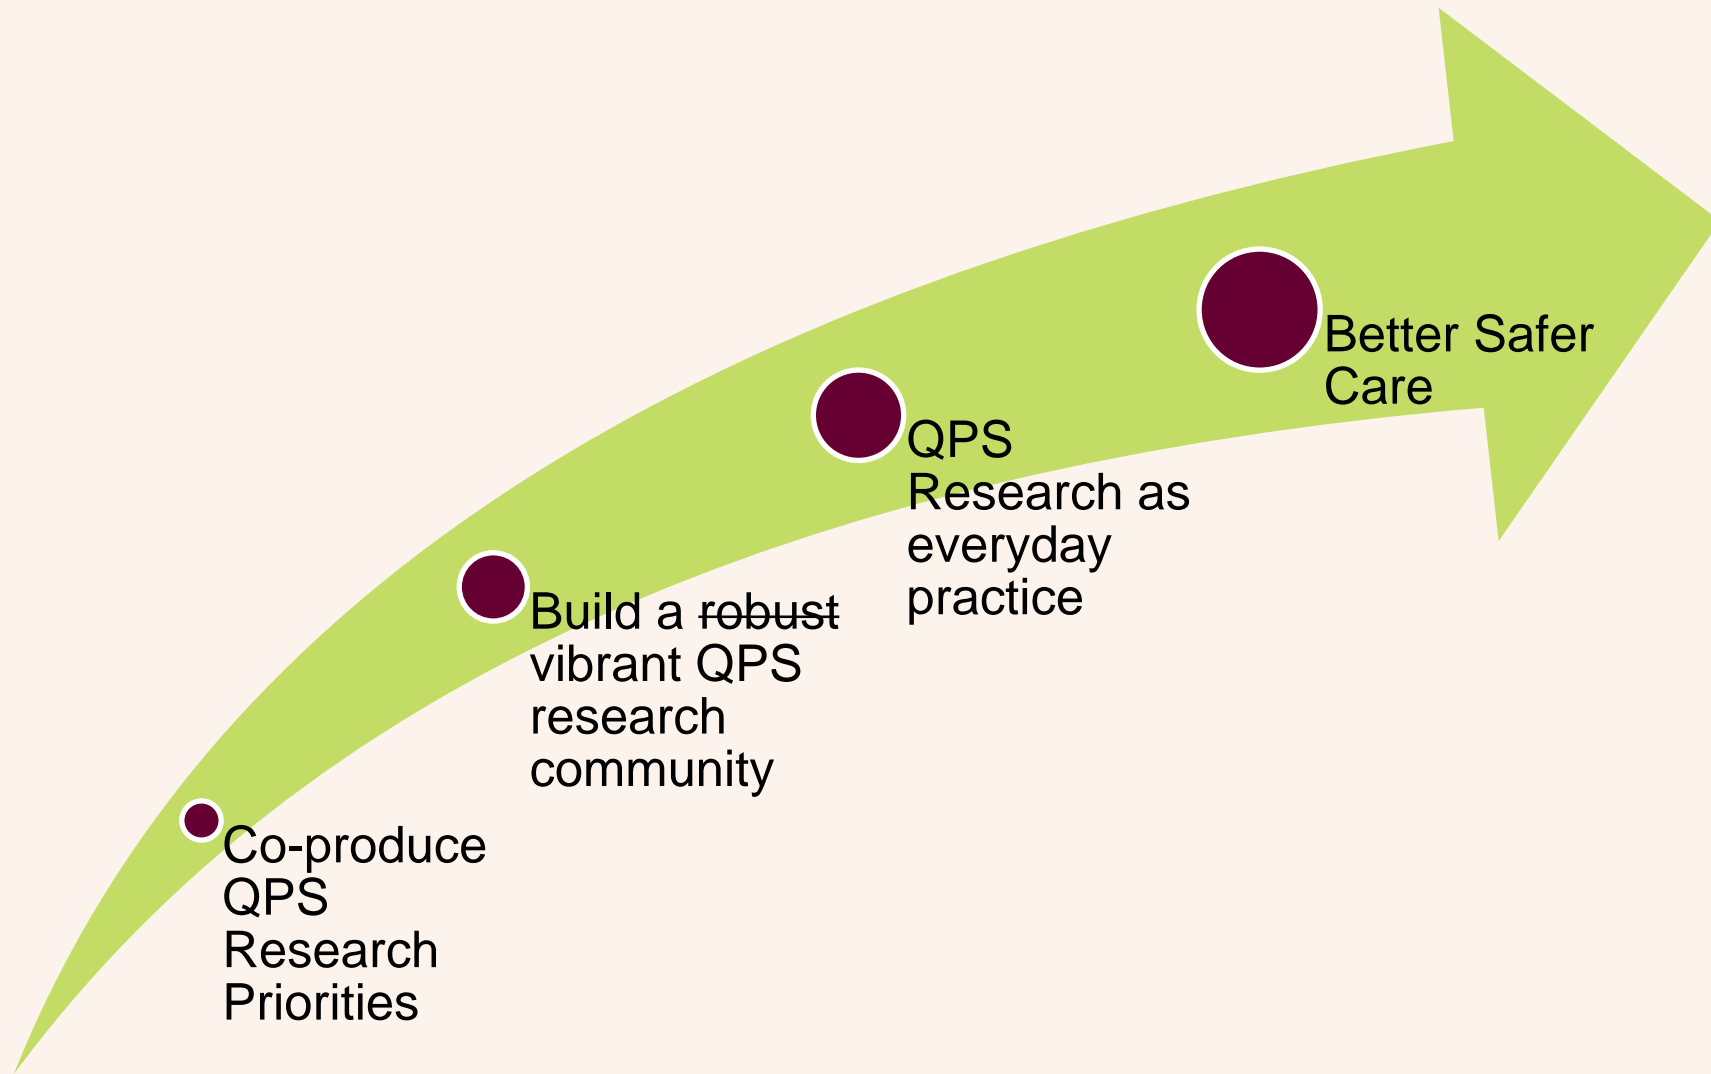 Co-produce
QPS
Research
Priorities
Build a robust
vibrant QPS
research
community
QPS
Research as
everyday
practice
Better Safer
Care